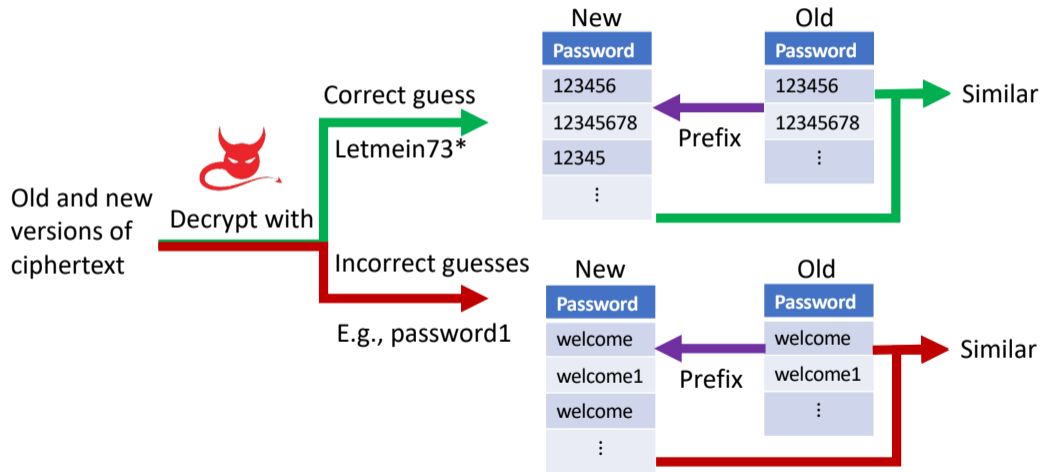 New
Old
Password
Password
123456
123456
Similar
12345678
12345678
Prefix
12345
⋮
⋮
Correct guess
Letmein73*
Old and new
versions of
ciphertext
Decrypt with
Incorrect guesses
E.g., password1
New
Old
Password
Password
welcome
welcome
Similar
welcome1
welcome1
Prefix
welcome
⋮
⋮